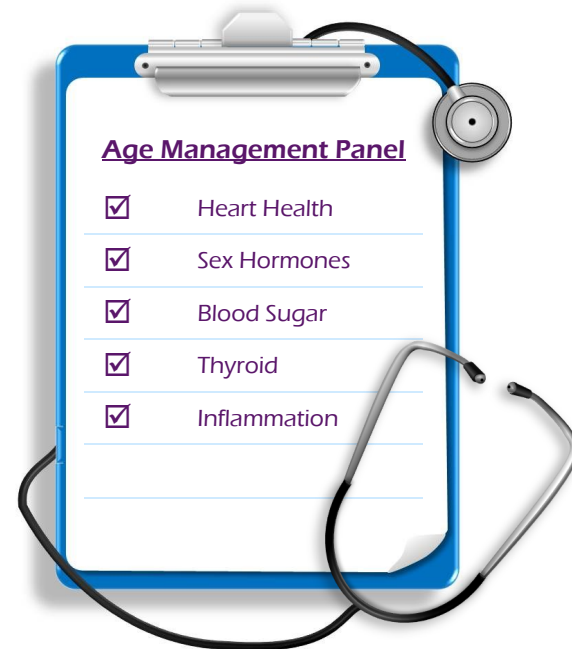 Age Management Panel
☑ Heart Health
☑ Sex Hormones
☑ Blood Sugar
☑ Thyroid
☑ Inflammation